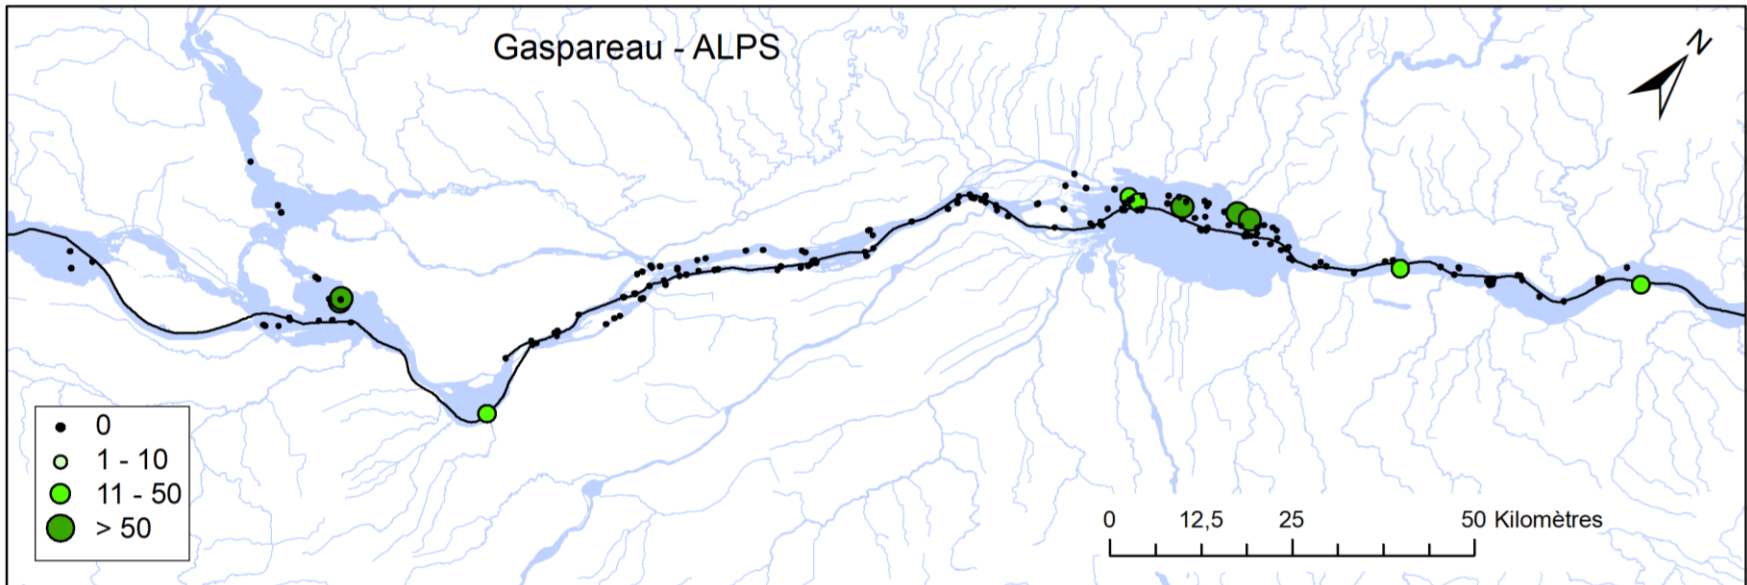 Gaspareau - ALPS
N
0
1 - 10
11 - 50
> 50
0 12,5 25 50 Kilomètres